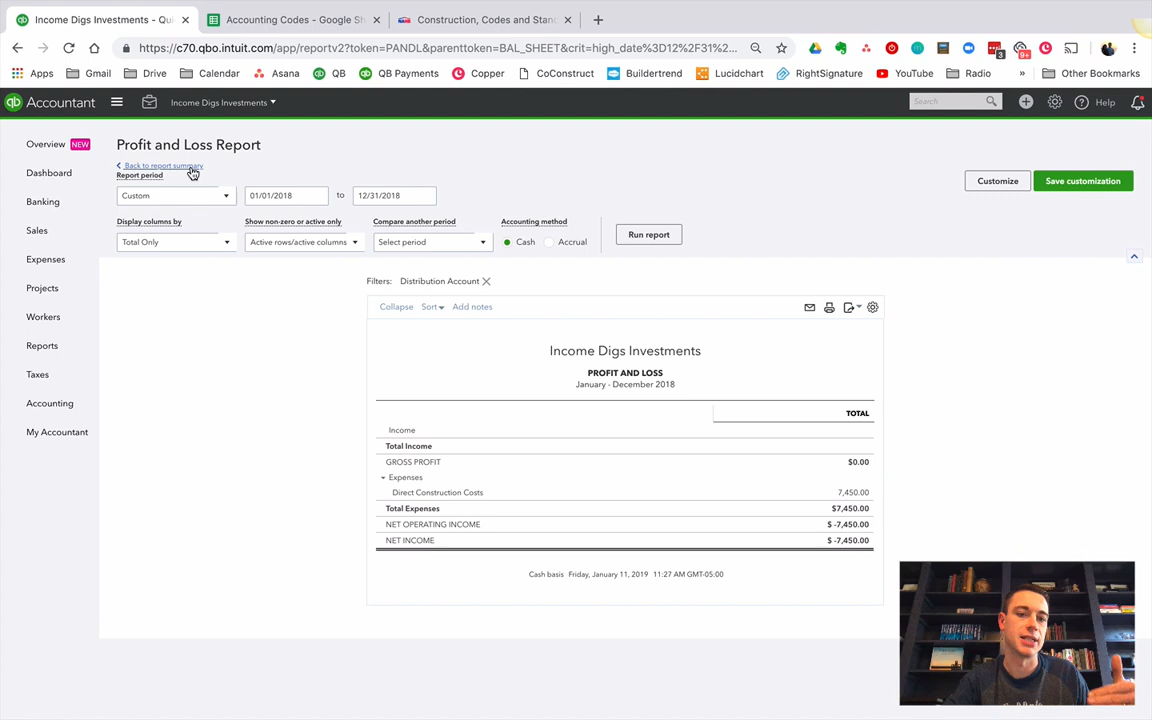 Income Digs Investments - Qui
Accounting Codes - Google Sh
Construction, Codes and Stanc
https://c70.qbo.intuit.com/app/reportv2?token=PANDL&parenttoken=BAL_SHEET&crit=high_date%3D12%2F31%2...
3
9+
Apps
Gmail
Drive
Calendar
Asana
QB
QB Payments
Copper
CoConstruct
Buildertrend
Lucidchart
RightSignature
YouTube
Radio
»
Other Bookmarks
qb Accountant
Income Digs Investments
Search
Help
Overview NEW
Dashboard
Banking
Sales
Expenses
Projects
Workers
Reports
Taxes
Accounting
My Accountant
Profit and Loss Report
Back to report summary
Report period
Custom
01/01/2018 to 12/31/2018
Customize
Save customization
Display columns by
Show non-zero or active only
Compare another period
Accounting method
Total Only
Active rows/active columns
Select period
Cash
Accrual
Run report
Filters: Distribution Account
Collapse Sort Add notes
Income Digs Investments
PROFIT AND LOSS
January - December 2018
TOTAL
Income
Total Income
GROSS PROFIT $0.00
Expenses
Direct Construction Costs 7,450.00
Total Expenses $7,450.00
NET OPERATING INCOME $ -7,450.00
NET INCOME $ -7,450.00
Cash basis Friday, January 11, 2019 11:27 AM GMT-05:00